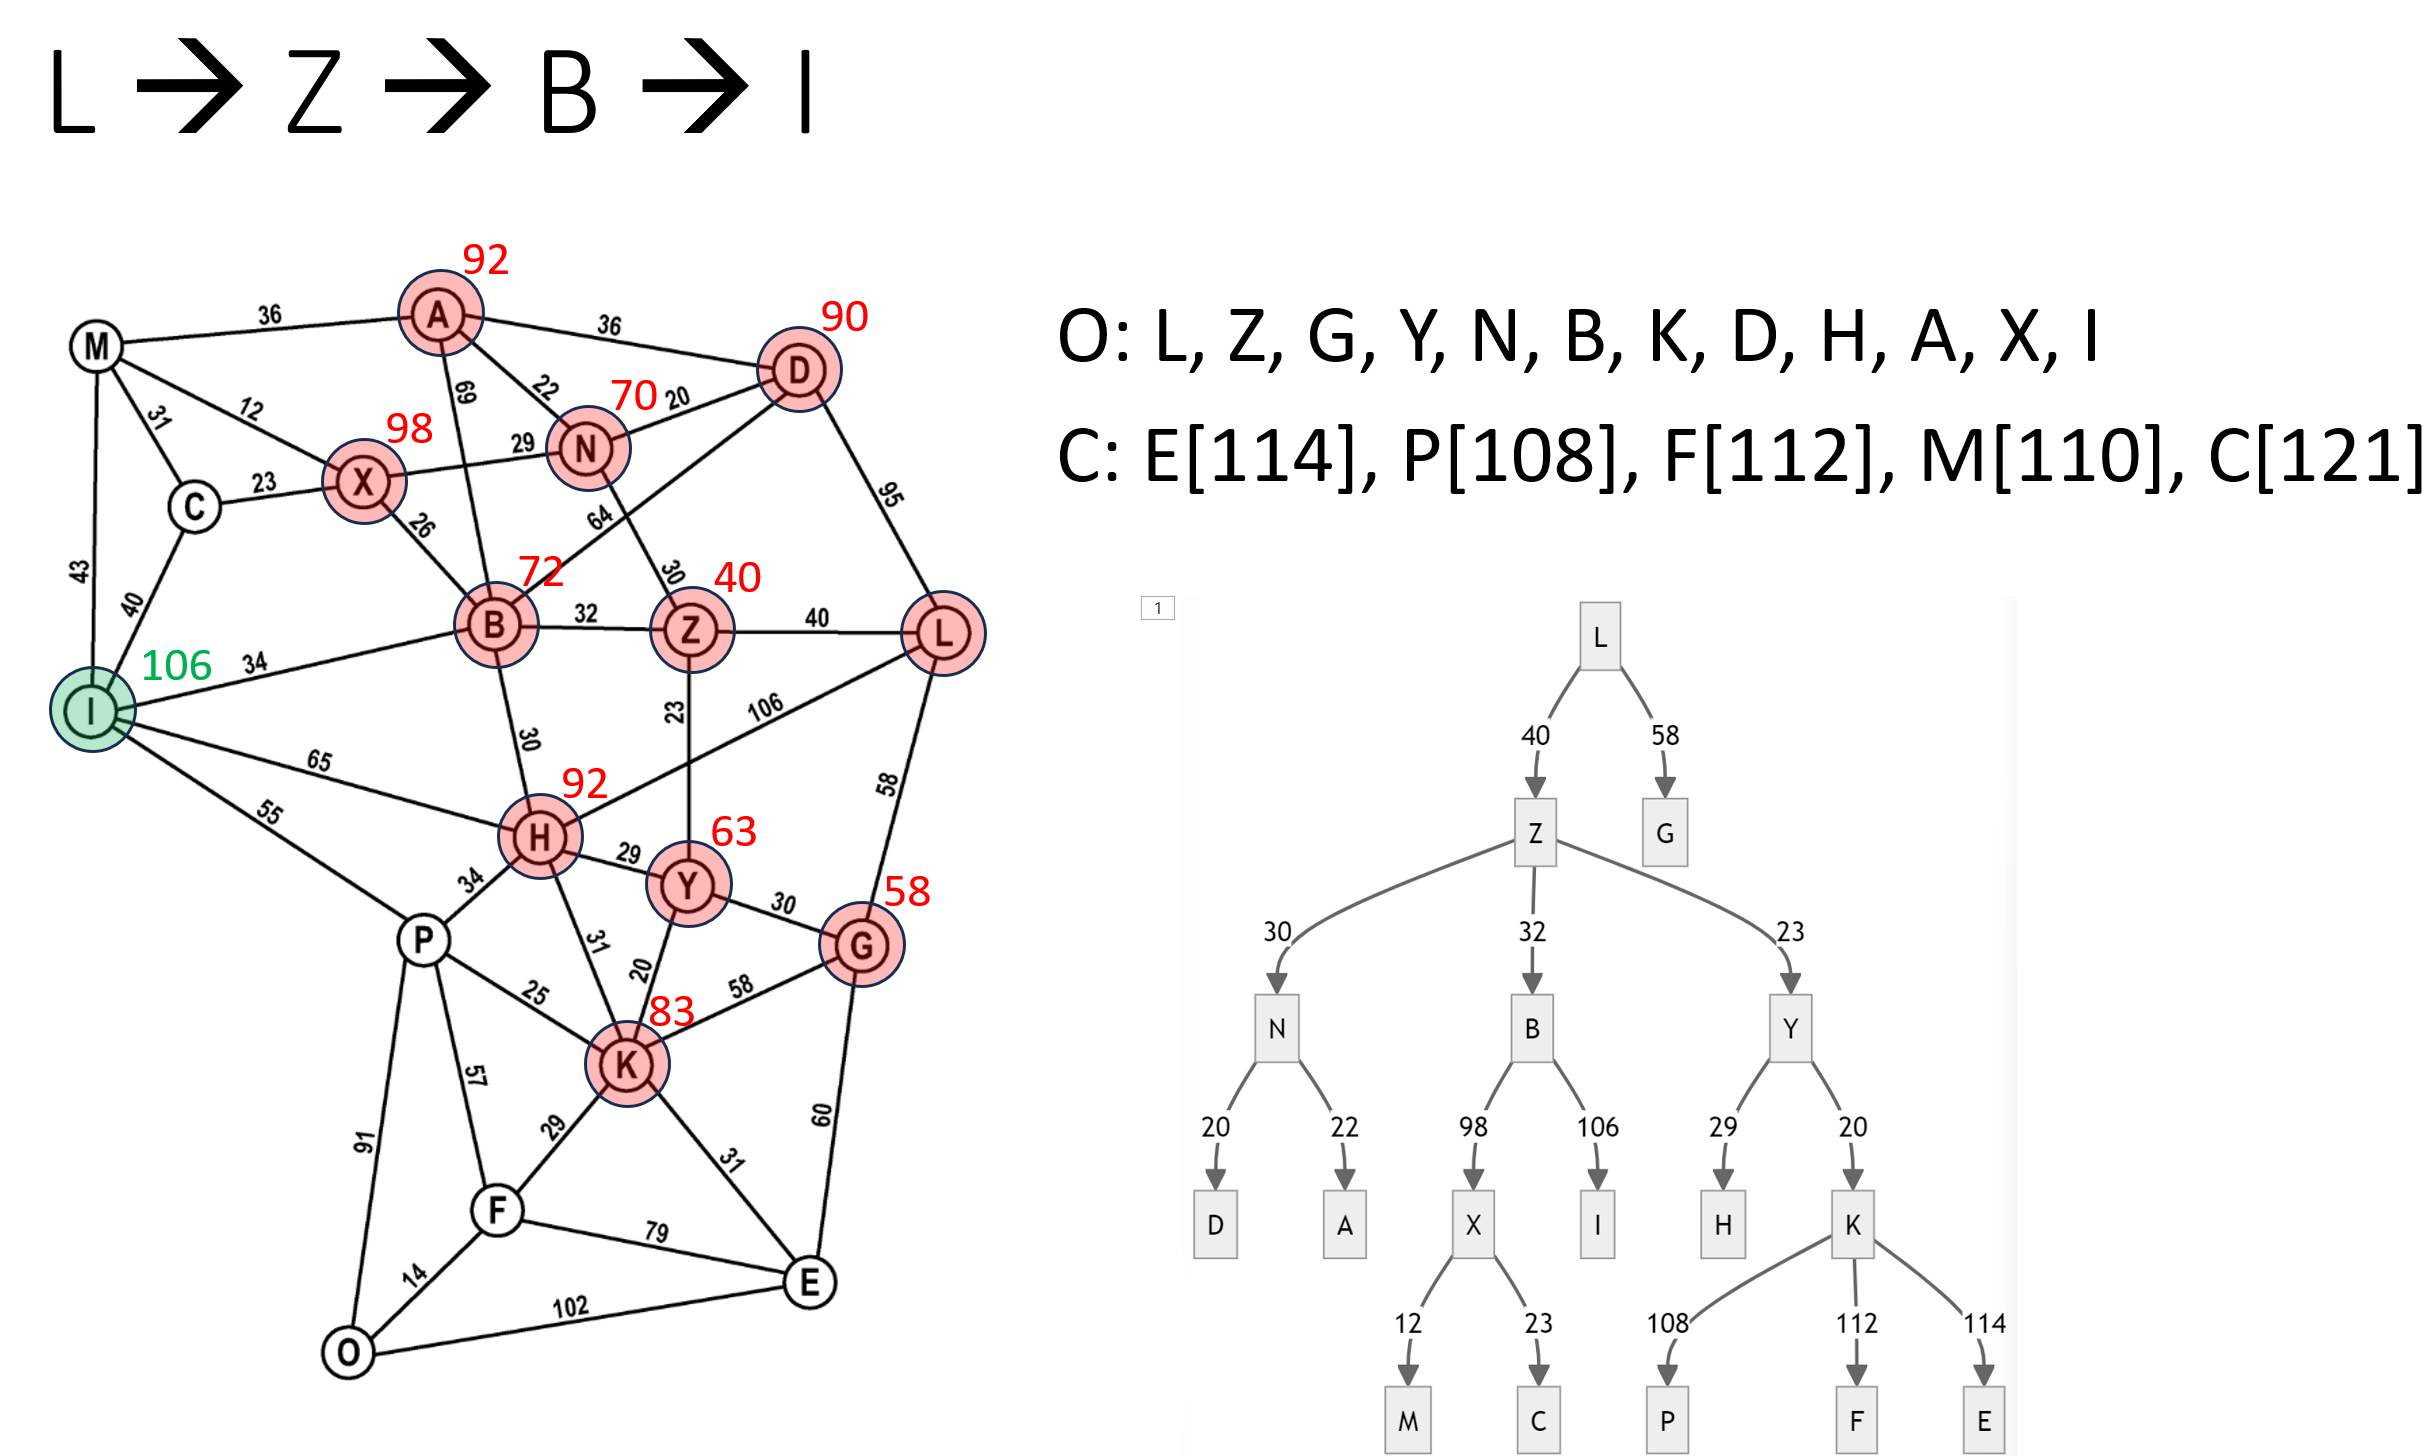 L → Z → B → I
92
A
36
36
90
M
D
69
22
70
20
12
31
98
N
29
X
23
C
26
95
64
30
72
40
43
40
B
32
Z
40
L
106
34
I
23
106
30
65
92
58
H
63
55
29
Y
58
34
30
P
G
31
20
58
25
83
K
57
29
60
91
31
F
79
14
E
102
O
O: L, Z, G, Y, N, B, K, D, H, A, X, I
C: E[114], P[108], F[112], M[110], C[121]
1
L
40 58
Z G
30 32 23
N B Y
20 22 98 106 29 20
D A X I H K
12 23 108 112 114
M C P F E